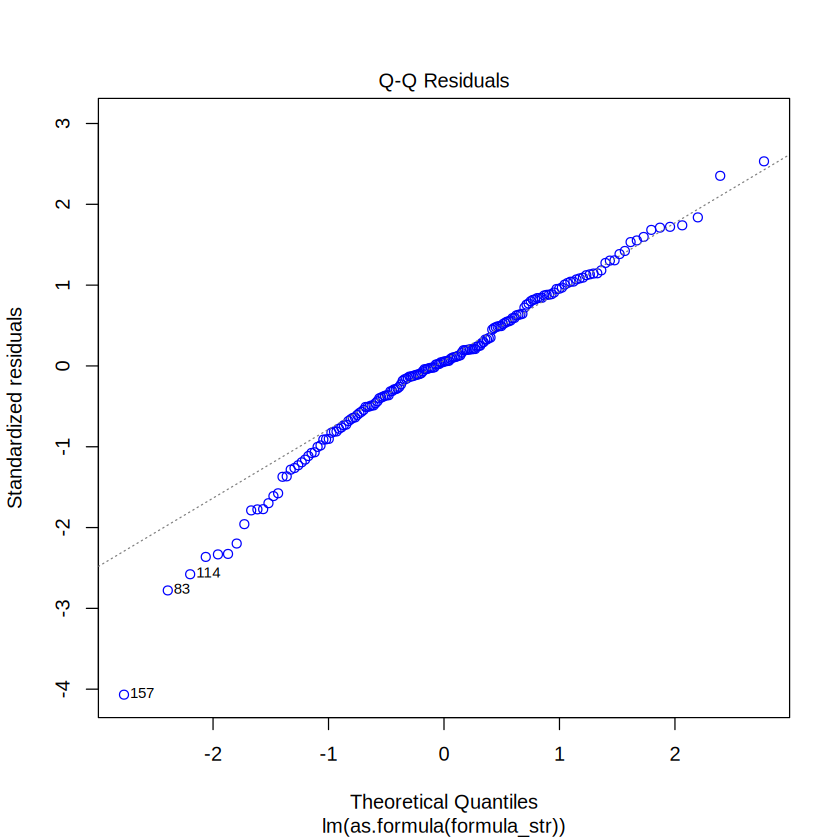 Q-Q Residuals
3
2
1
0
-1
-2
-3
-4
Standardized residuals
114
83
157
-2 -1 0 1 2
Theoretical Quantiles
lm(as.formula(formula_str))